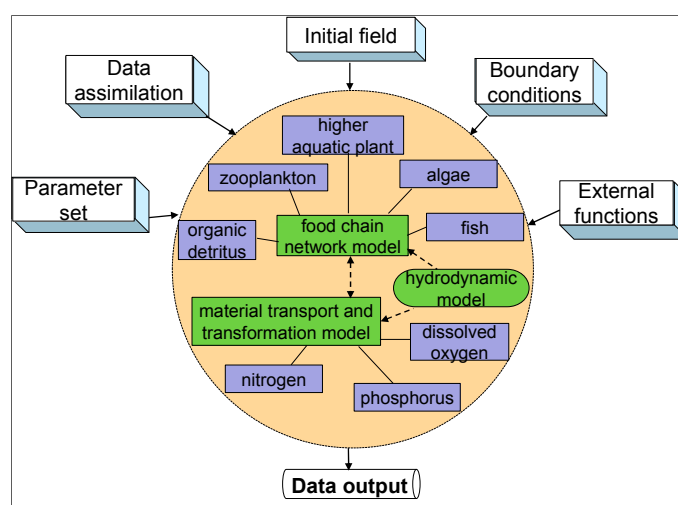 Initial field
Data
assimilation
Boundary
conditions
higher
aquatic plant
zooplankton
algae
Parameter
set
External
functions
organic
detritus
food chain
network model
fish
hydrodynamic
model
material transport and
transformation model
dissolved
oxygen
nitrogen
phosphorus
Data output